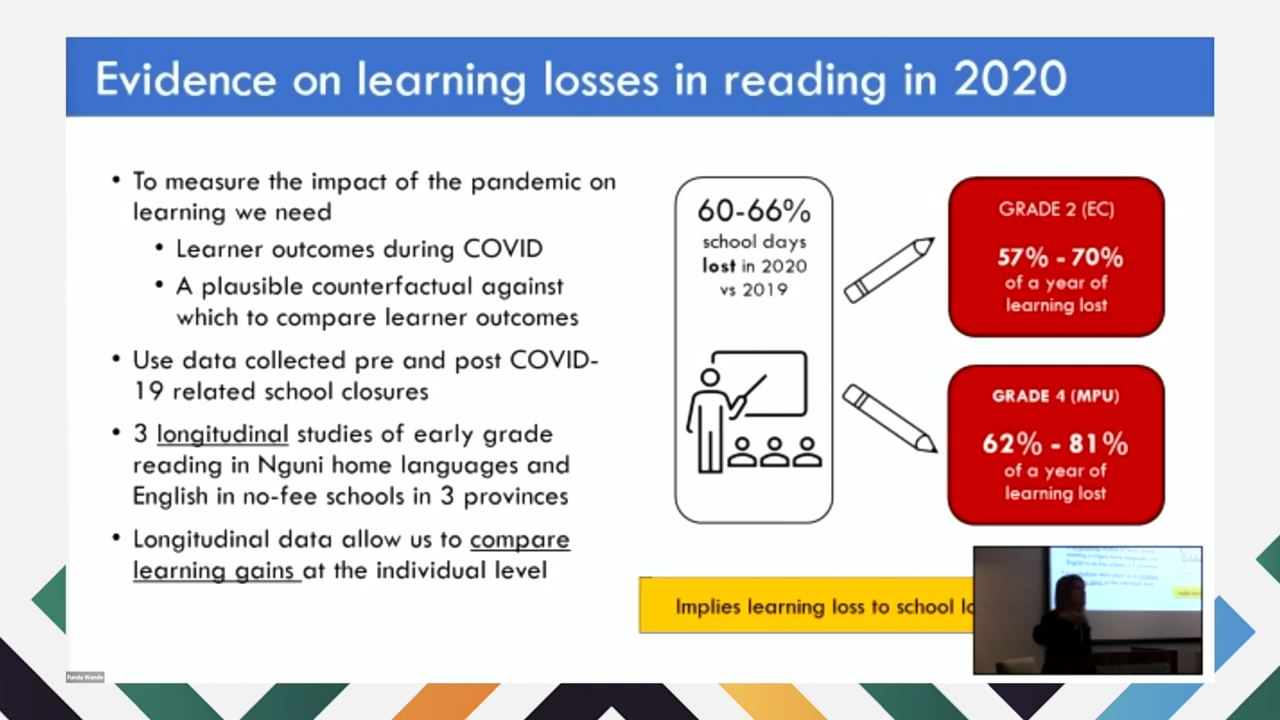 Evidence on learning losses in reading in 2020
• To measure the impact of the pandemic on
learning we need
• Learner outcomes during COVID
• A plausible counterfactual against
which to compare learner outcomes
• Use data collected pre and post COVID-
19 related school closures
• 3 longitudinal studies of early grade
reading in Nguni home languages and
English in no-fee schools in 3 provinces
• Longitudinal data allow us to compare
learning gains at the individual level
60-66%
school days
lost in 2020
vs 2019
GRADE 2 (EC)
57% - 70%
of a year of
learning lost
GRADE 4 (MPU)
62% - 81%
of a year of
learning lost
Implies learning loss to school
Funda Wande